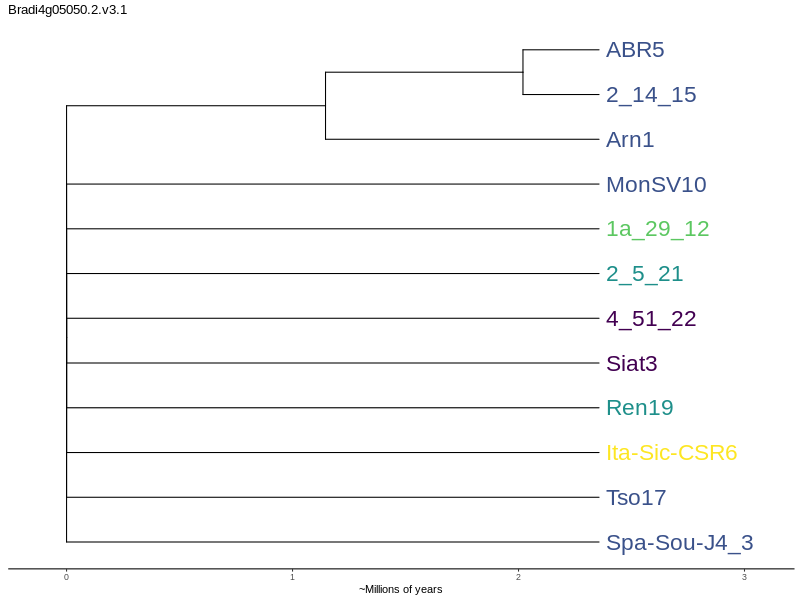 Bradi4g05050.2.v3.1
ABR5
2_14_15
Arn1
MonSV10
1a_29_12
2_5_21
4_51_22
Siat3
Ren19
Ita-Sic-CSR6
Tso17
Spa-Sou-J4_3
0 1 2 3
~Millions of years